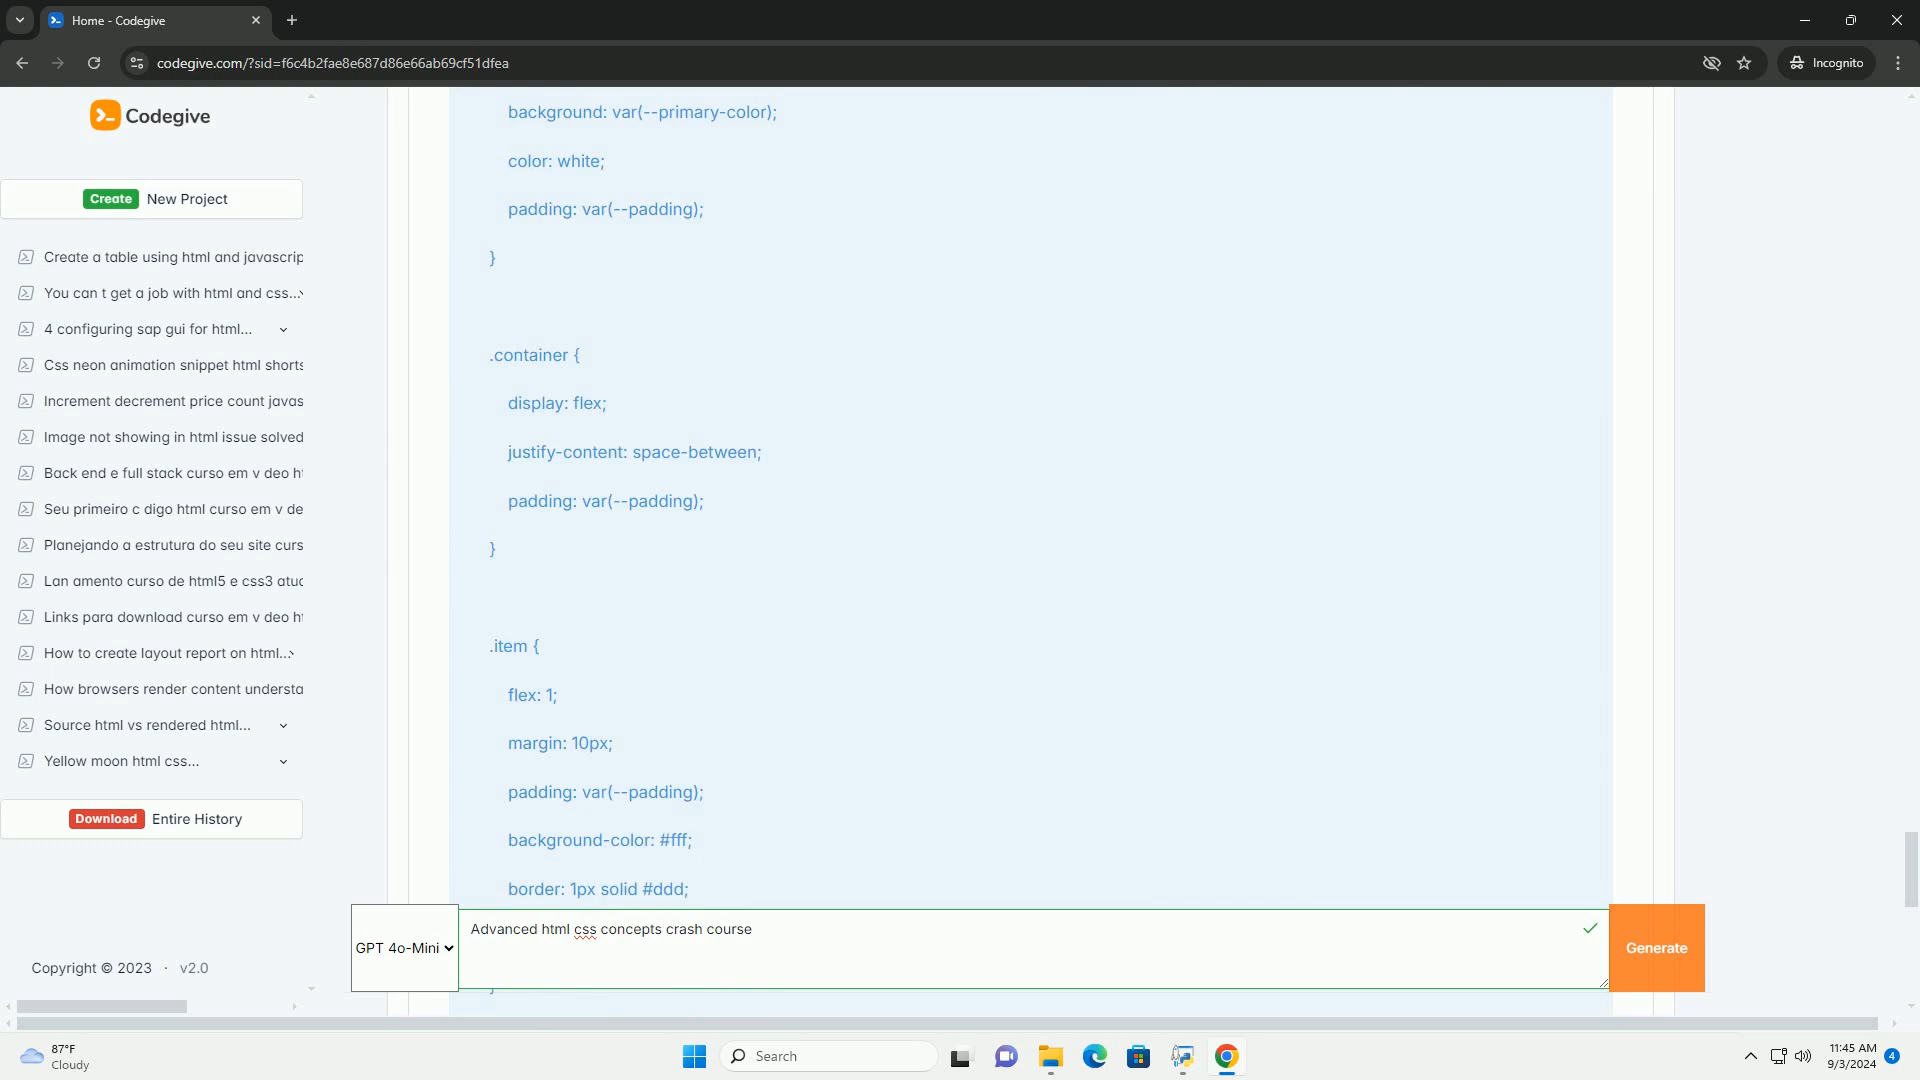 Home - Codegive
codegive.com/?sid=f6c4b2fae8e687d86e66ab69cf51dfea
Incognito
Codegive
Create New Project
Create a table using html and javascrip
You can t get a job with html and css...
4 configuring sap gui for html...
Css neon animation snippet html shorts
Increment decrement price count javas
Image not showing in html issue solved
Back end e full stack curso em v deo ht
Seu primeiro c digo html curso em v de
Planejando a estrutura do seu site curs
Lan amento curso de html5 e css3 atuc
Links para download curso em v deo ht
How to create layout report on html...
How browsers render content understa
Source html vs rendered html...
Yellow moon html css...
Download Entire History
Copyright © 2023 · v2.0
background: var(--primary-color);
color: white;
padding: var(--padding);
}
.container {
display: flex;
justify-content: space-between;
padding: var(--padding);
}
.item {
flex: 1;
margin: 10px;
padding: var(--padding);
background-color: #fff;
border: 1px solid #ddd;
GPT 4o-Mini
Advanced html css concepts crash course
Generate
87°F
Cloudy
Search
11:45 AM
9/3/2024
4